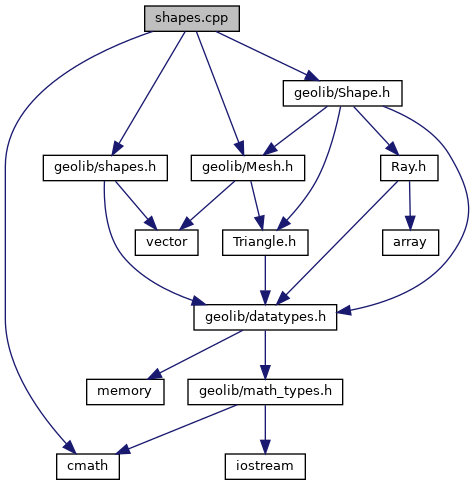 shapes.cpp
geolib/Shape.h
geolib/shapes.h
geolib/Mesh.h
Ray.h
vector
Triangle.h
array
geolib/datatypes.h
memory
geolib/math_types.h
cmath
iostream